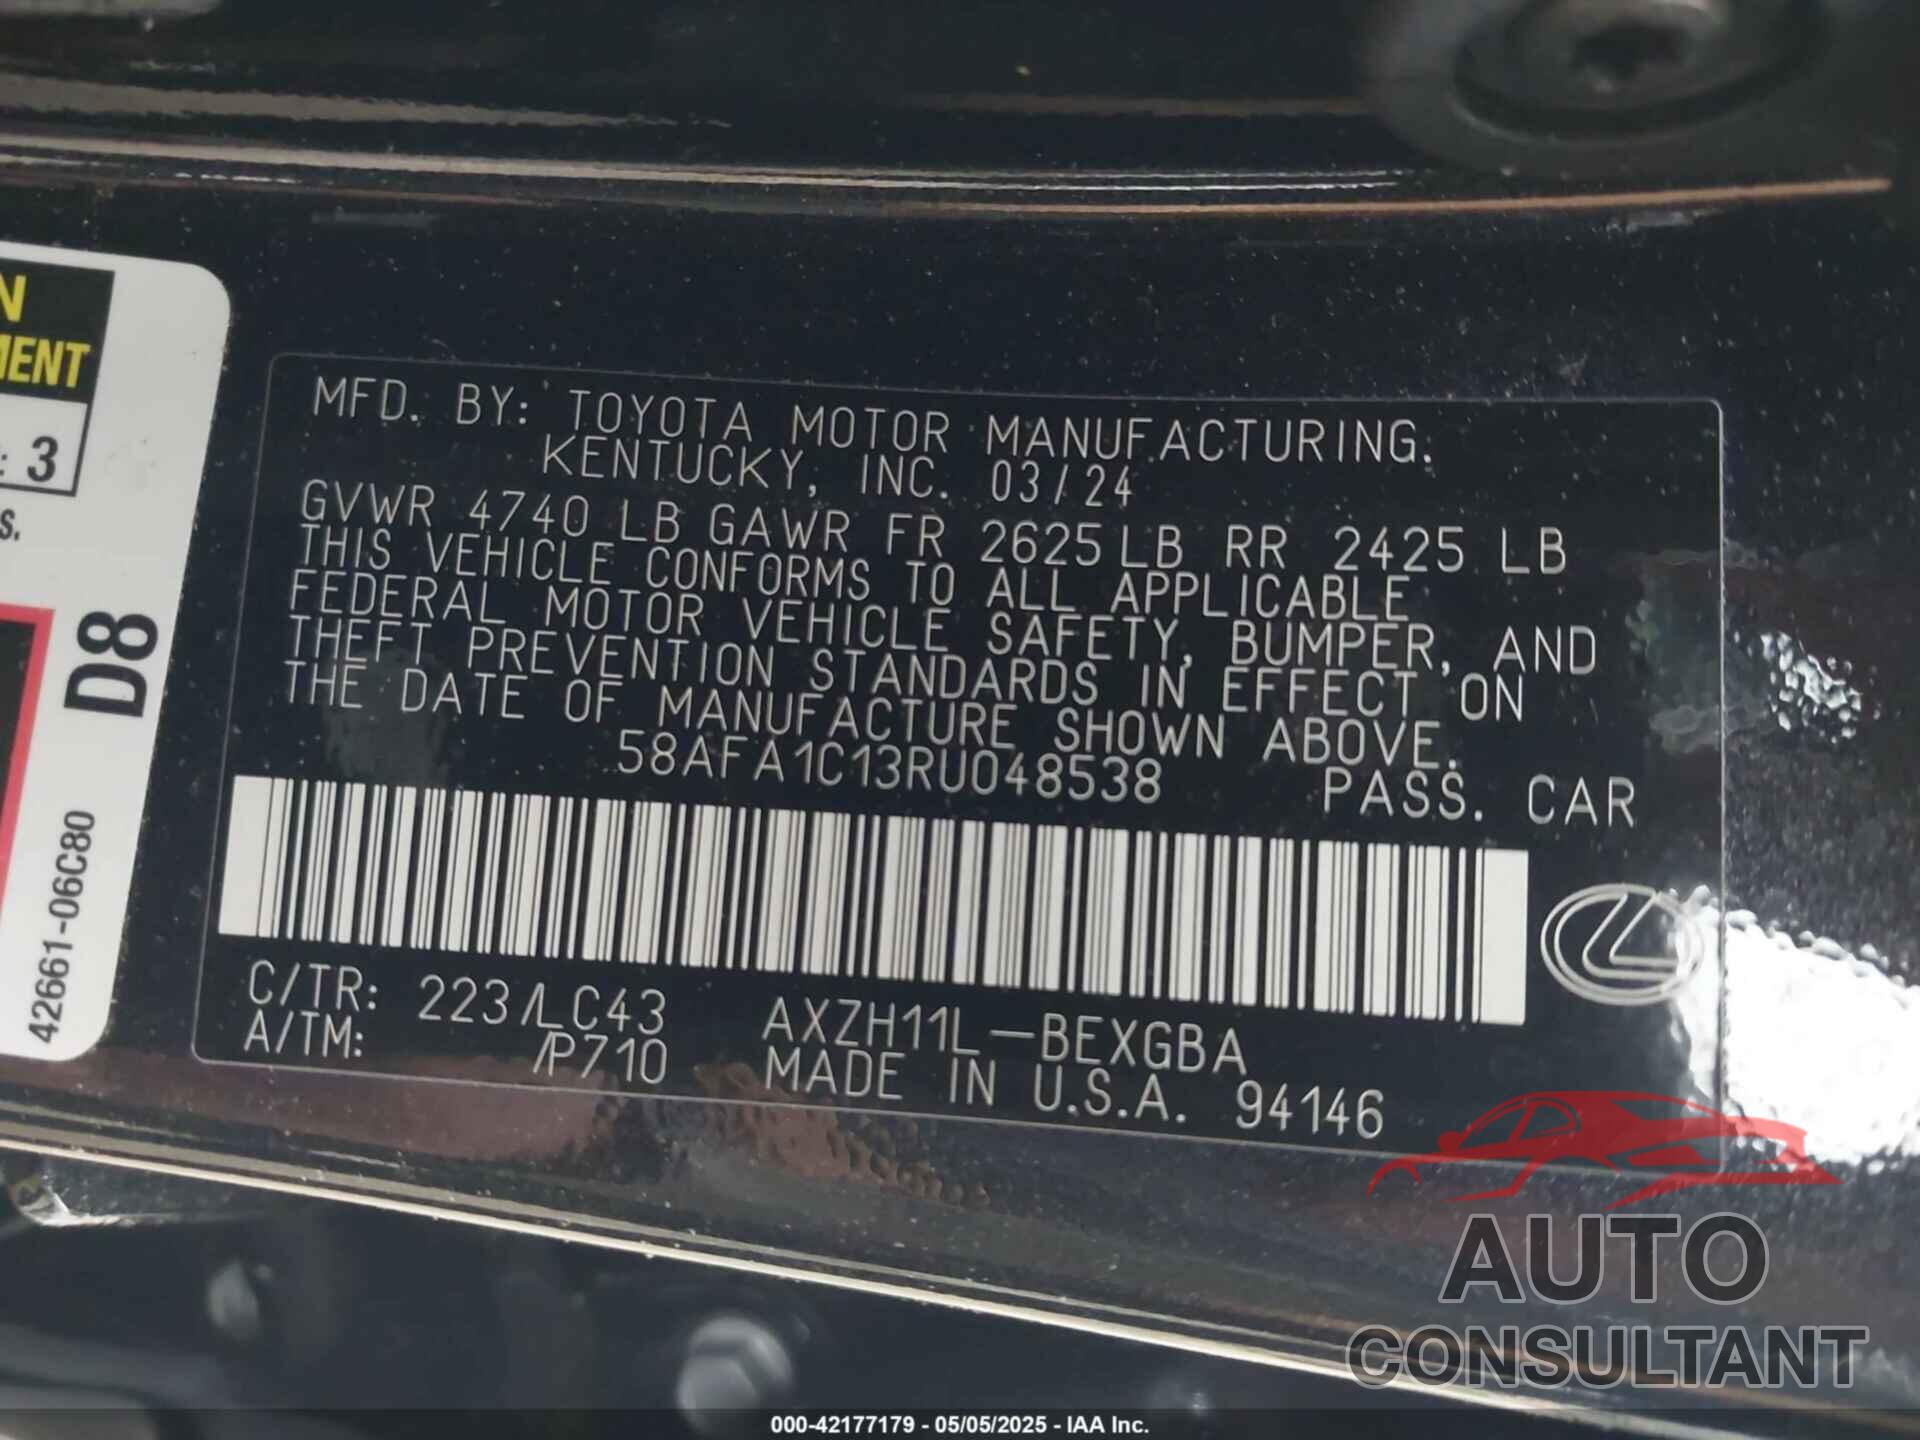 N
MENT
: 3
S.
D8
42661-06C80
MFD. BY: TOYOTA MOTOR MANUFACTURING.
KENTUCKY, INC. 03/24
GVWR 4740 LB GAWR FR 2625 LB RR 2425 LB
THIS VEHICLE CONFORMS TO ALL APPLICABLE
FEDERAL MOTOR VEHICLE SAFETY, BUMPER, AND
THEFT PREVENTION STANDARDS IN EFFECT ON
THE DATE OF MANUFACTURE SHOWN ABOVE.
58AFA1C13RU048538 PASS. CAR
C/TR: 223/LC43 AXZH11L-BEXGBA
A/TM: /P710 MADE IN U.S.A. 94146
AUTO
CONSULTANT
000-42177179 - 05/05/2025 - IAA Inc.